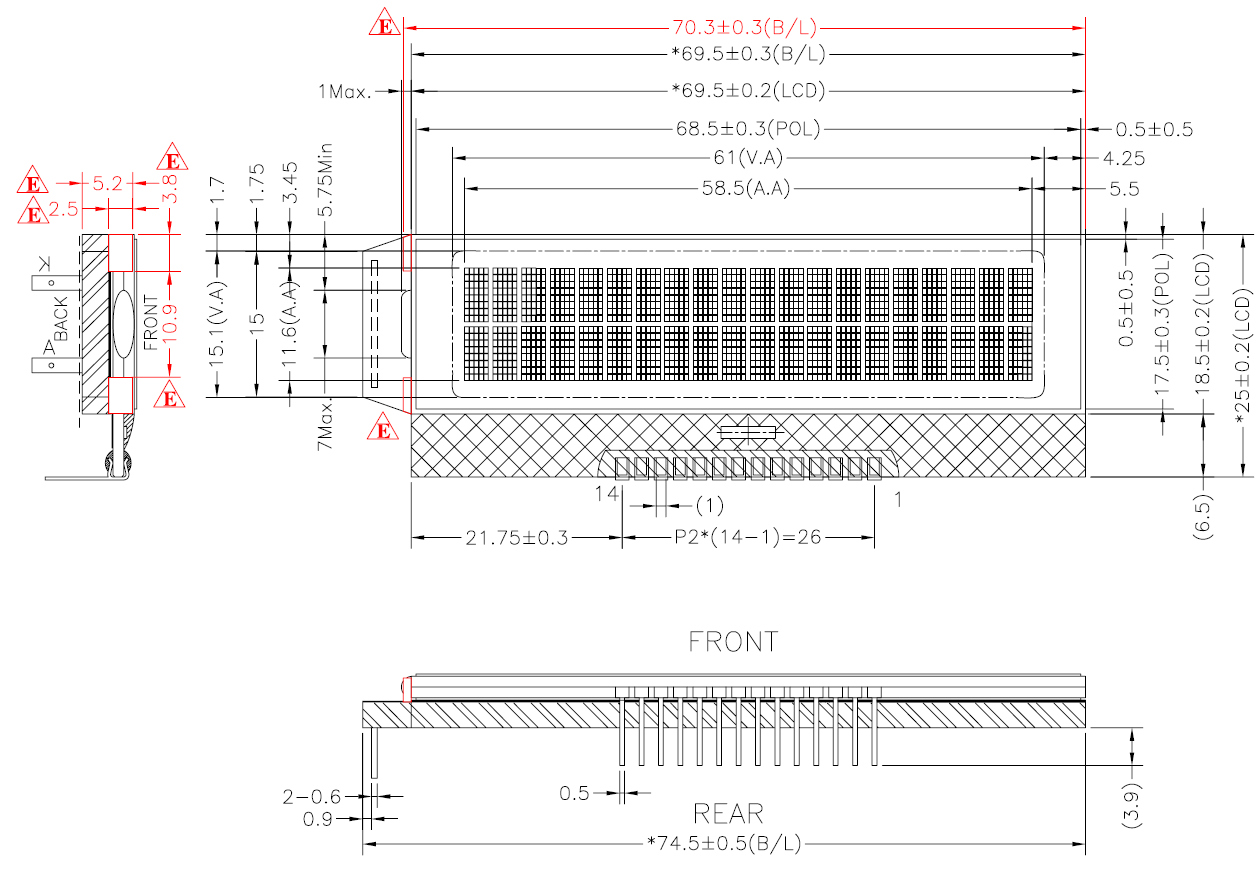 E
70.3±0.3(B/L)
*69.5±0.3(B/L)
1Max.
*69.5±0.2(LCD)
68.5±0.3(POL)
0.5±0.5
61(V.A)
4.25
58.5(A.A)
5.5
E
5.2
E
E
2.5
3.8
1.7
1.75
3.45
5.75Min
K
A
BACK
FRONT
10.9
E
15.1(V.A)
15
11.6(A.A)
7Max.
E
0.5±0.5
17.5±0.3(POL)
18.5±0.2(LCD)
*25±0.2(LCD)
(6.5)
14
(1)
1
21.75±0.3
P2*(14-1)=26
FRONT
2-0.6
0.9
0.5
REAR
(3.9)
*74.5±0.5(B/L)